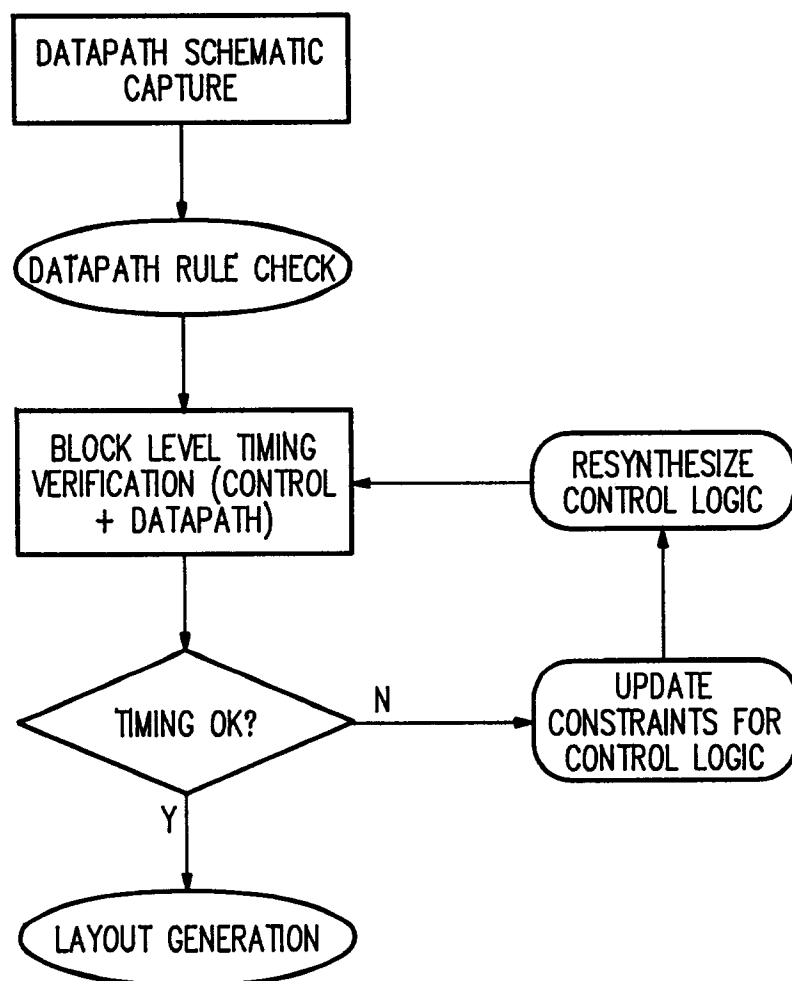 DATAPATH SCHEMATIC
CAPTURE
DATAPATH RULE CHECK
BLOCK LEVEL TIMING
VERIFICATION (CONTROL
+ DATAPATH)
RESYNTHESIZE
CONTROL LOGIC
TIMING OK?
N
UPDATE
CONSTRAINTS FOR
CONTROL LOGIC
Y
LAYOUT GENERATION